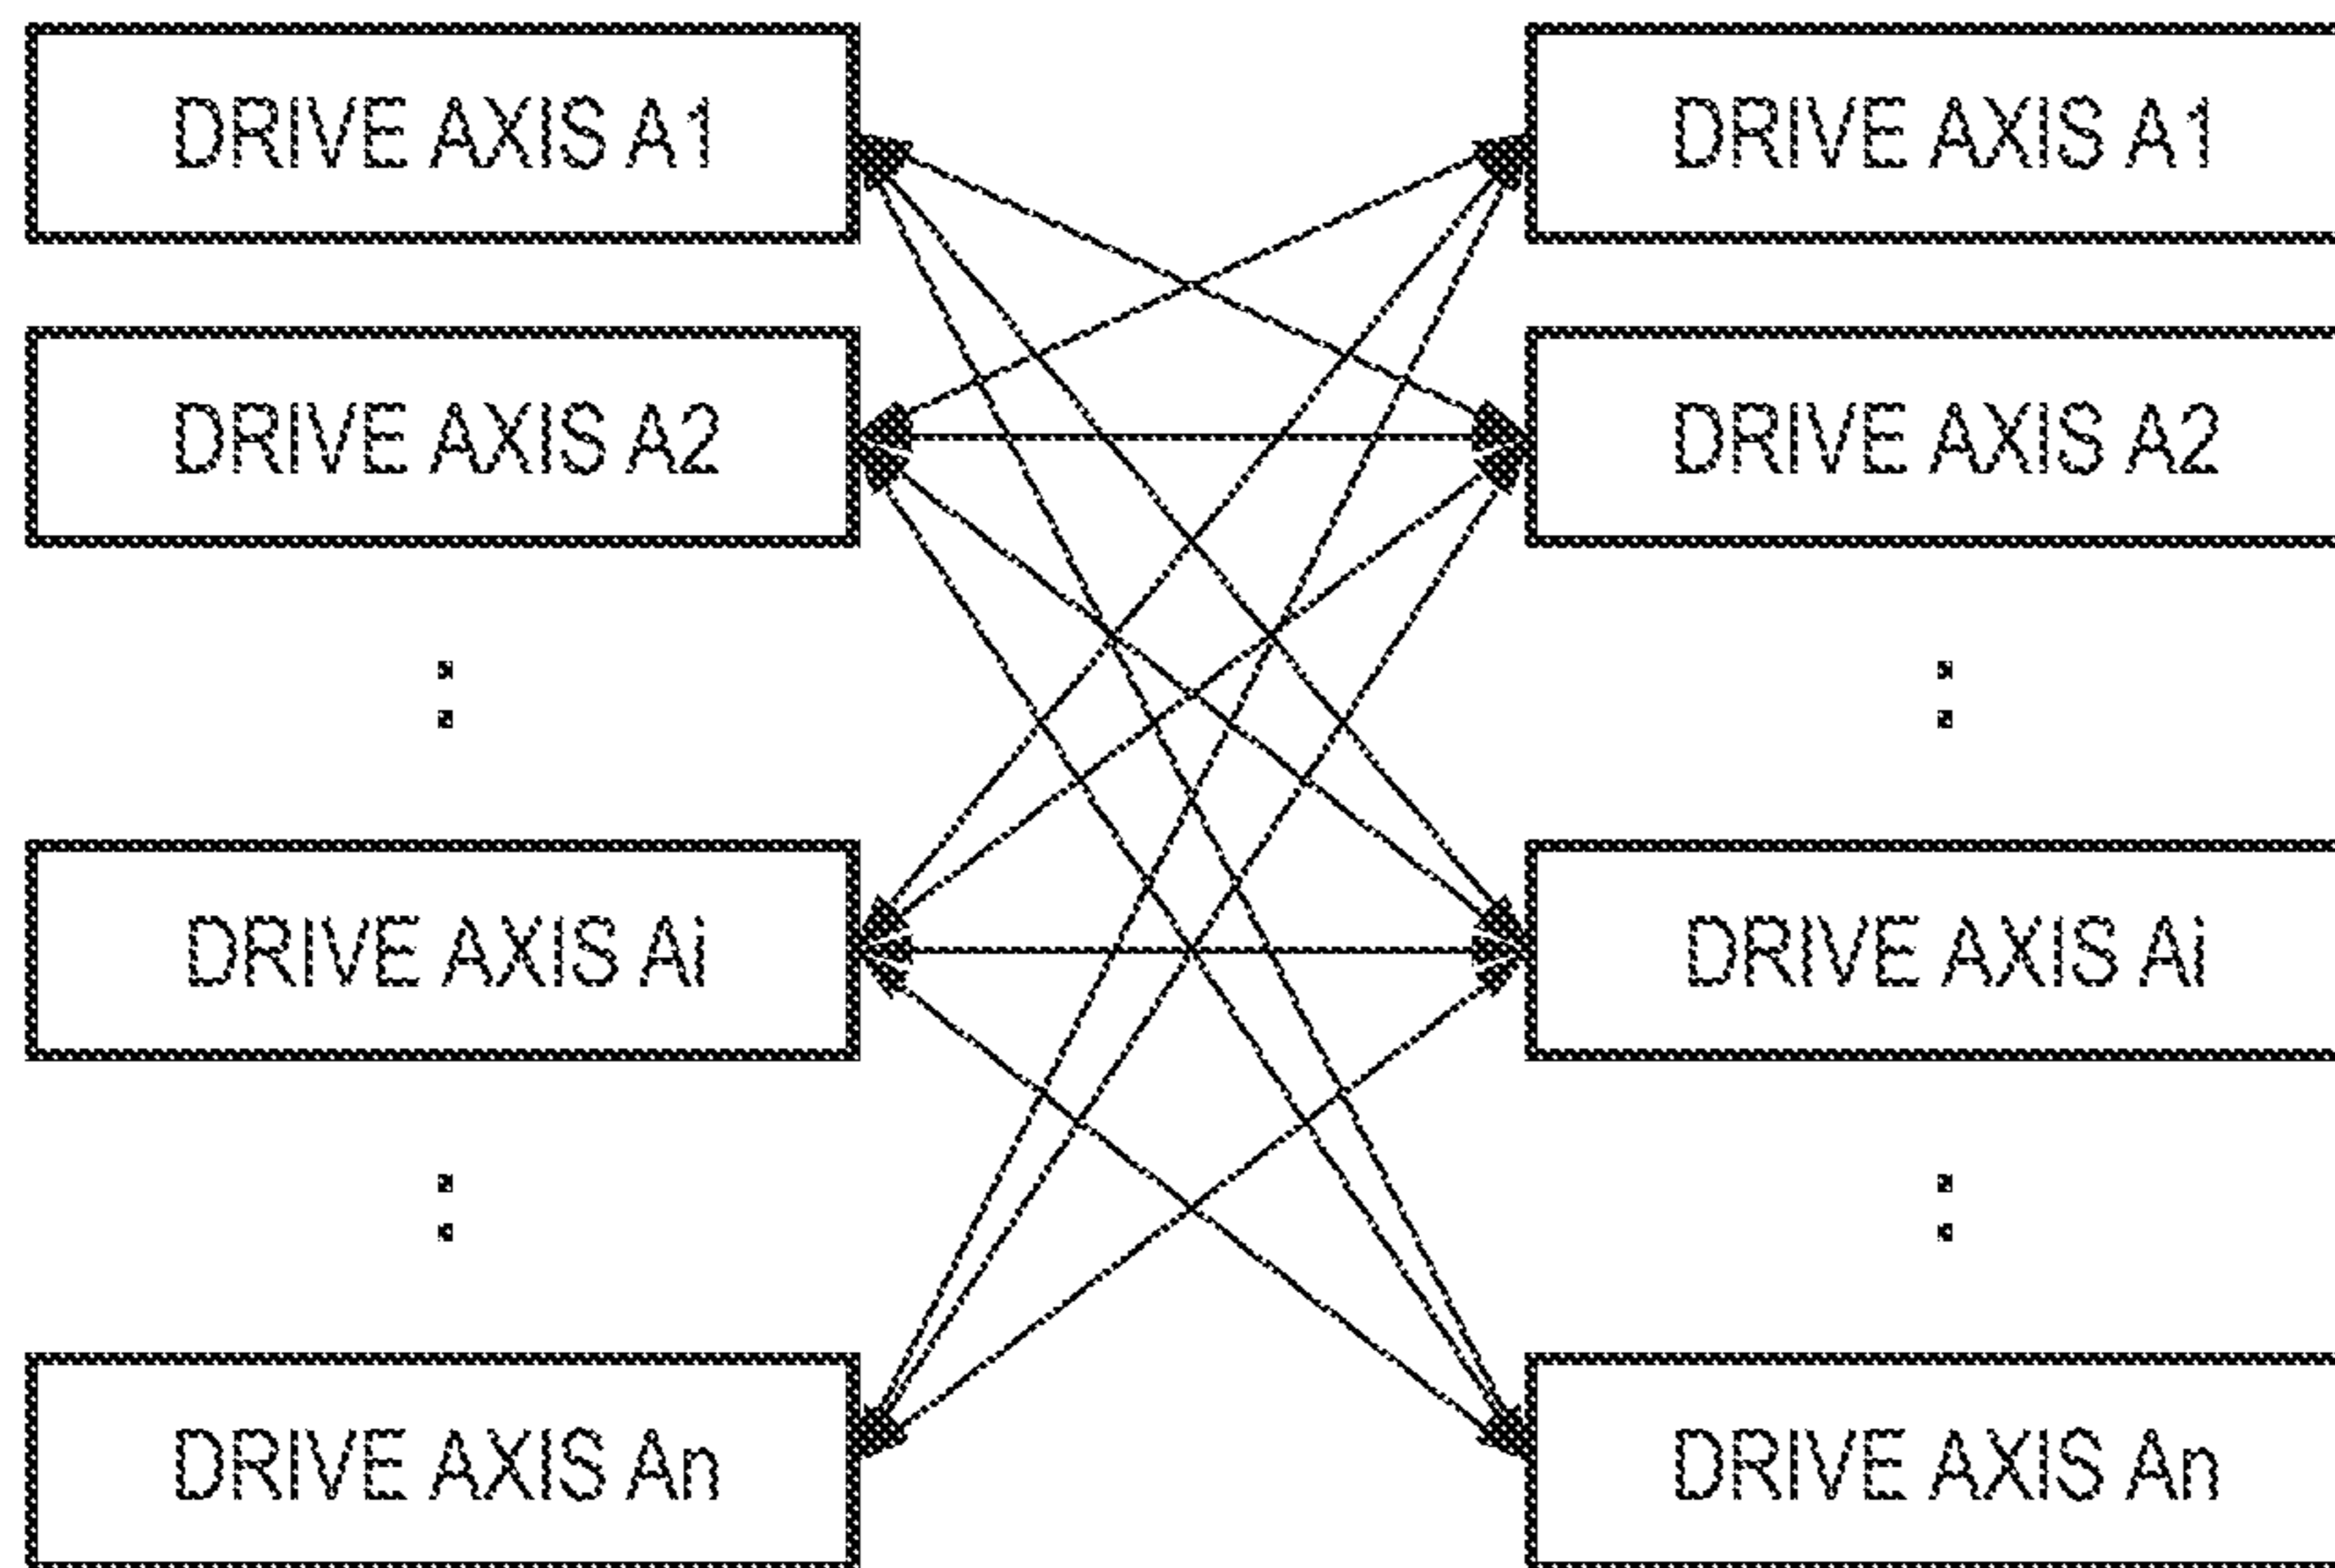 DRIVE AXIS A1 DRIVE AXIS A1
DRIVE AXIS A2 DRIVE AXIS A2
:
:
DRIVE AXIS Ai DRIVE AXIS Ai
:
:
DRIVE AXIS An DRIVE AXIS An